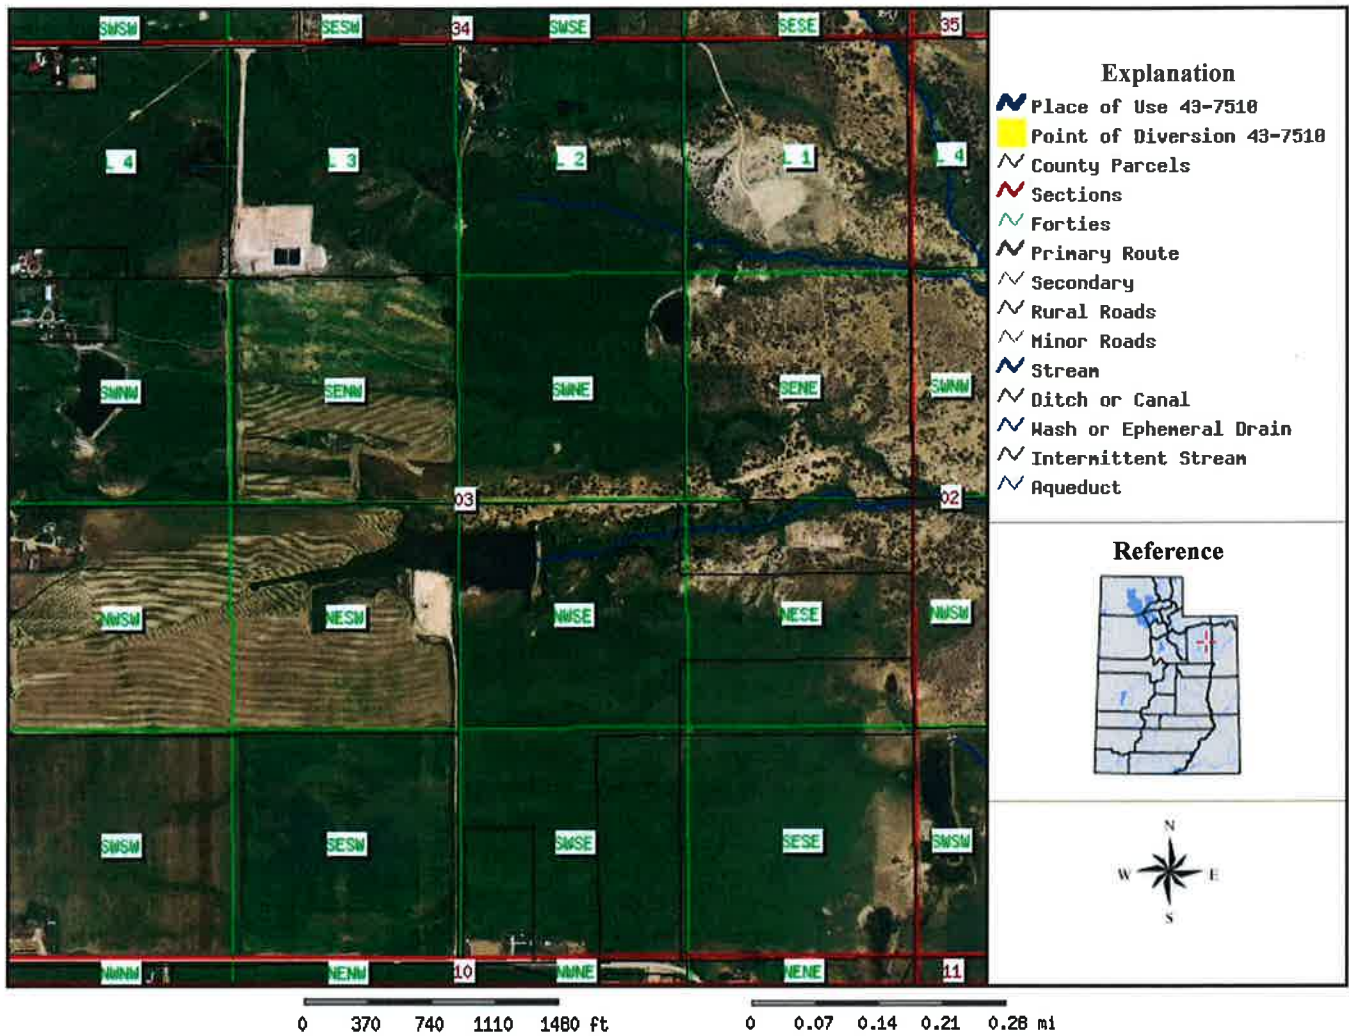 SWSW SESW 34 SWSE SESE 35
L 4 L 3 L 2 L 1 L 4
SWNW SENW SWNE SENE SWNW
03 02
NWSW NESW NWSE NESE NWSW
SWSW SESW SWSE SESE SWSW
NWNW NENW 10 NWNE NENE 11
Explanation
Place of Use 43-7510
Point of Diversion 43-7510
County Parcels
Sections
Forties
Primary Route
Secondary
Rural Roads
Minor Roads
Stream
Ditch or Canal
Wash or Ephemeral Drain
Intermittent Stream
Aqueduct
Reference
N
W E
S
0 370 740 1110 1480 ft
0 0.07 0.14 0.21 0.28 mi